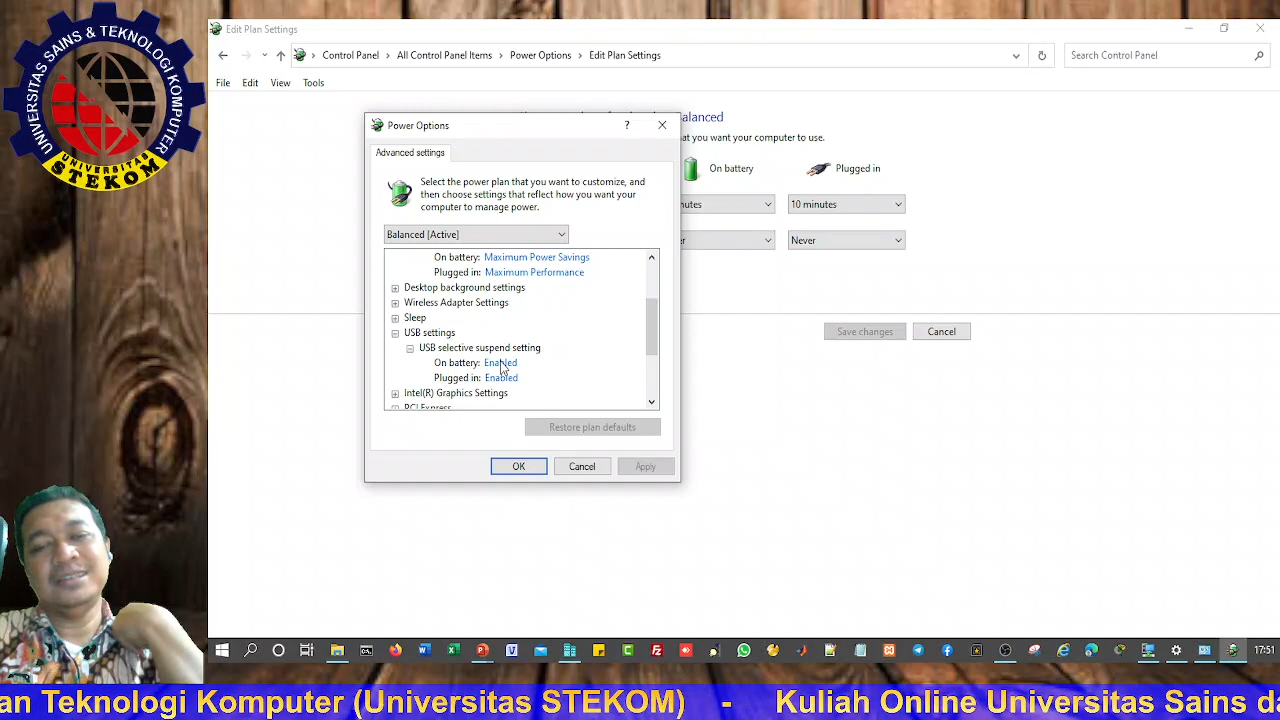 UNIVERSITAS SAINS & TEKNOLOGI KOMPUTER
UNIVERSITAS
STEKOM
Edit Plan Settings
Control Panel > All Control Panel Items > Power Options > Edit Plan Settings
Search Control Panel
File Edit View Tools
Balanced
at you want your computer to use.
On battery Plugged in
nutes 10 minutes
er Never
Save changes Cancel
Power Options
?
Advanced settings
Select the power plan that you want to customize, and
then choose settings that reflect how you want your
computer to manage power.
Balanced [Active]
On battery: Maximum Power Savings
Plugged in: Maximum Performance
Desktop background settings
Wireless Adapter Settings
Sleep
USB settings
USB selective suspend setting
On battery: Enabled
Plugged in: Enabled
Intel(R) Graphics Settings
PCI Express
Restore plan defaults
OK Cancel Apply
17:51
an Teknologi Komputer (Universitas STEKOM) - Kuliah Online Universitas Sains da